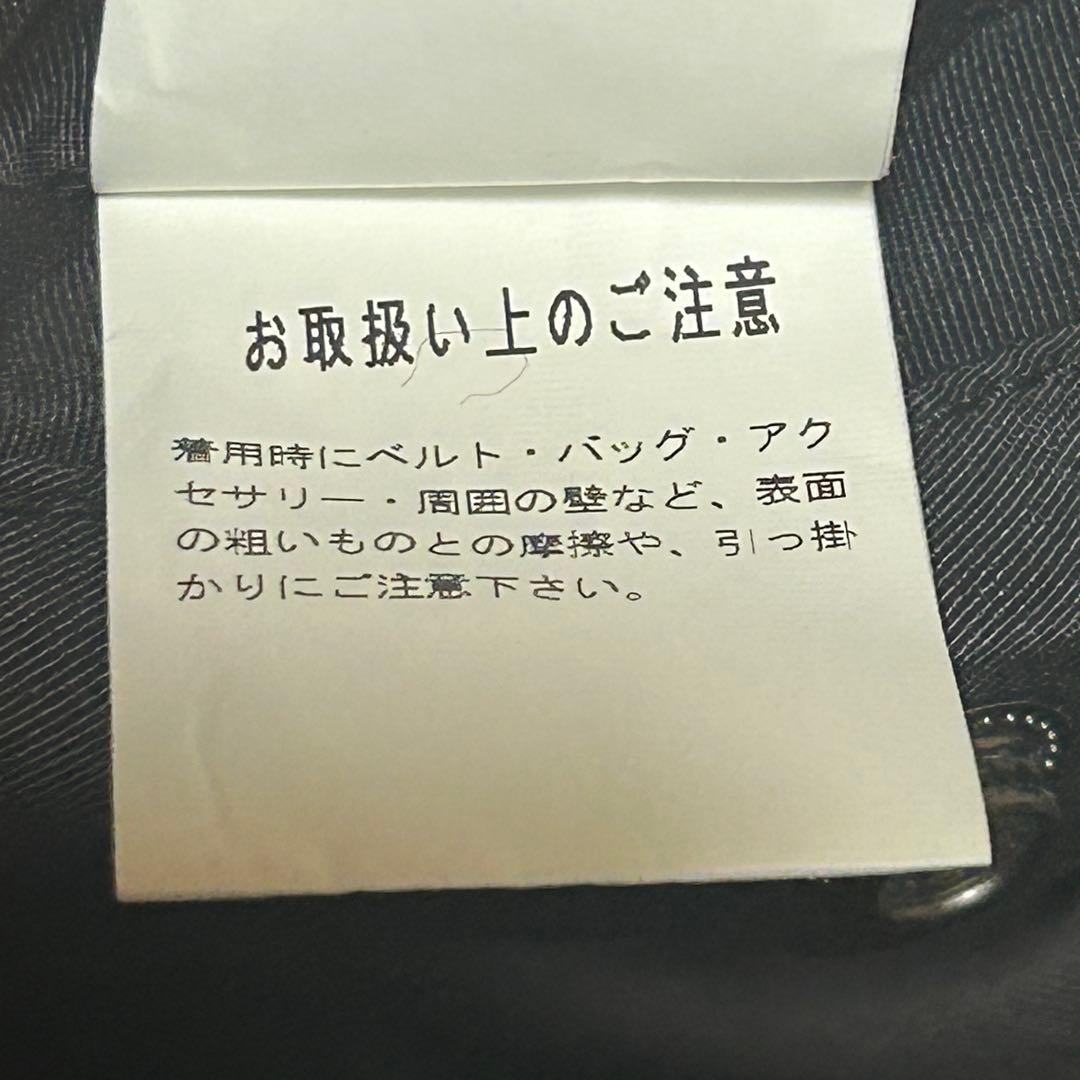 お取扱い上のご注意
着用時にベルト・バッグ・アク
セサリー・周囲の壁など、表面
の粗いものとの摩擦や、引っ掛
かりにご注意下さい。